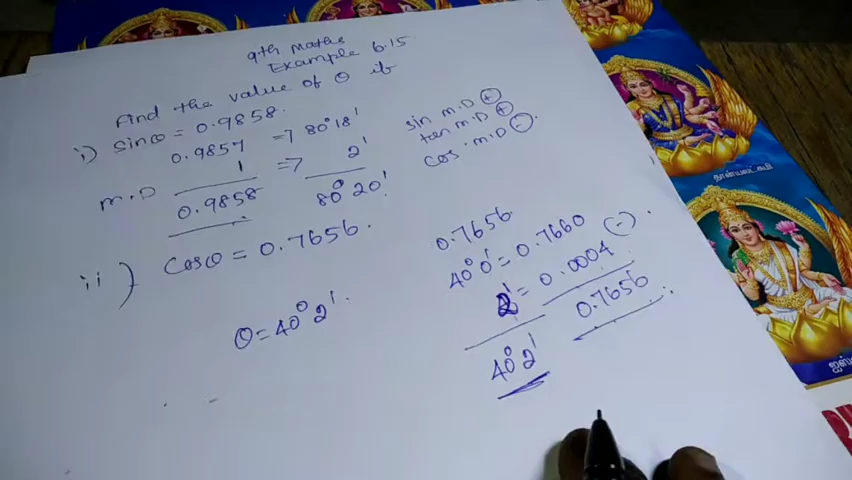 9th Maths
Example 6.15
Find the value of θ if
i) sinθ = 0.9858.
0.9857 => 80°18'
M.D 1 => 2'
0.9858 80° 20'
sin M.D (+)
tan M.D (+)
cos. M.D (-).
ii) Cosθ = 0.7656.
θ = 40° 2'.
0.7656.
40° 0' = 0.7660
2' = 0.0004 (-).
40° 2' 0.7656